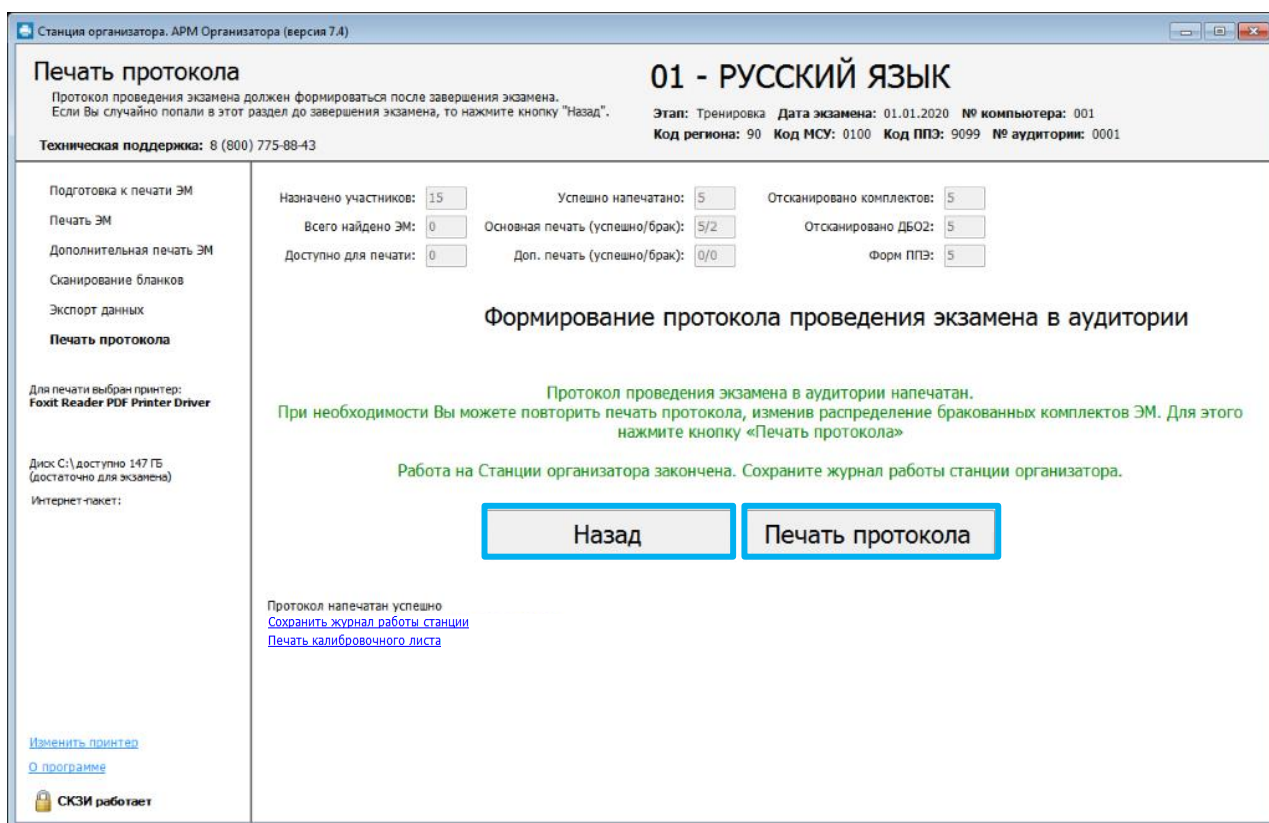 Станция организатора. АРМ Организатора (версия 7.4)
Печать протокола
Протокол проведения экзамена должен формироваться после завершения экзамена.
Если Вы случайно попали в этот раздел до завершения экзамена, то нажмите кнопку "Назад".
Техническая поддержка: 8 (800) 775-88-43
01 - РУССКИЙ ЯЗЫК
Этап: Тренировка Дата экзамена: 01.01.2020 № компьютера: 001
Код региона: 90 Код МСУ: 0100 Код ППЭ: 9099 № аудитории: 0001
Подготовка к печати ЭМ
Печать ЭМ
Дополнительная печать ЭМ
Сканирование бланков
Экспорт данных
Печать протокола
Для печати выбран принтер:
Foxit Reader PDF Printer Driver
Диск C:\ доступно 147 ГБ
(достаточно для экзамена)
Интернет-пакет:
Изменить принтер
О программе
СКЗИ работает
Назначено участников: 15 Успешно напечатано: 5 Отсканировано комплектов: 5
Всего найдено ЭМ: 0 Основная печать (успешно/брак): 5/2 Отсканировано ДБО2: 5
Доступно для печати: 0 Доп. печать (успешно/брак): 0/0 Форм ППЭ: 5
Формирование протокола проведения экзамена в аудитории
Протокол проведения экзамена в аудитории напечатан.
При необходимости Вы можете повторить печать протокола, изменив распределение бракованных комплектов ЭМ. Для этого
нажмите кнопку «Печать протокола»
Работа на Станции организатора закончена. Сохраните журнал работы станции организатора.
Назад Печать протокола
Протокол напечатан успешно
Сохранить журнал работы станции
Печать калибровочного листа